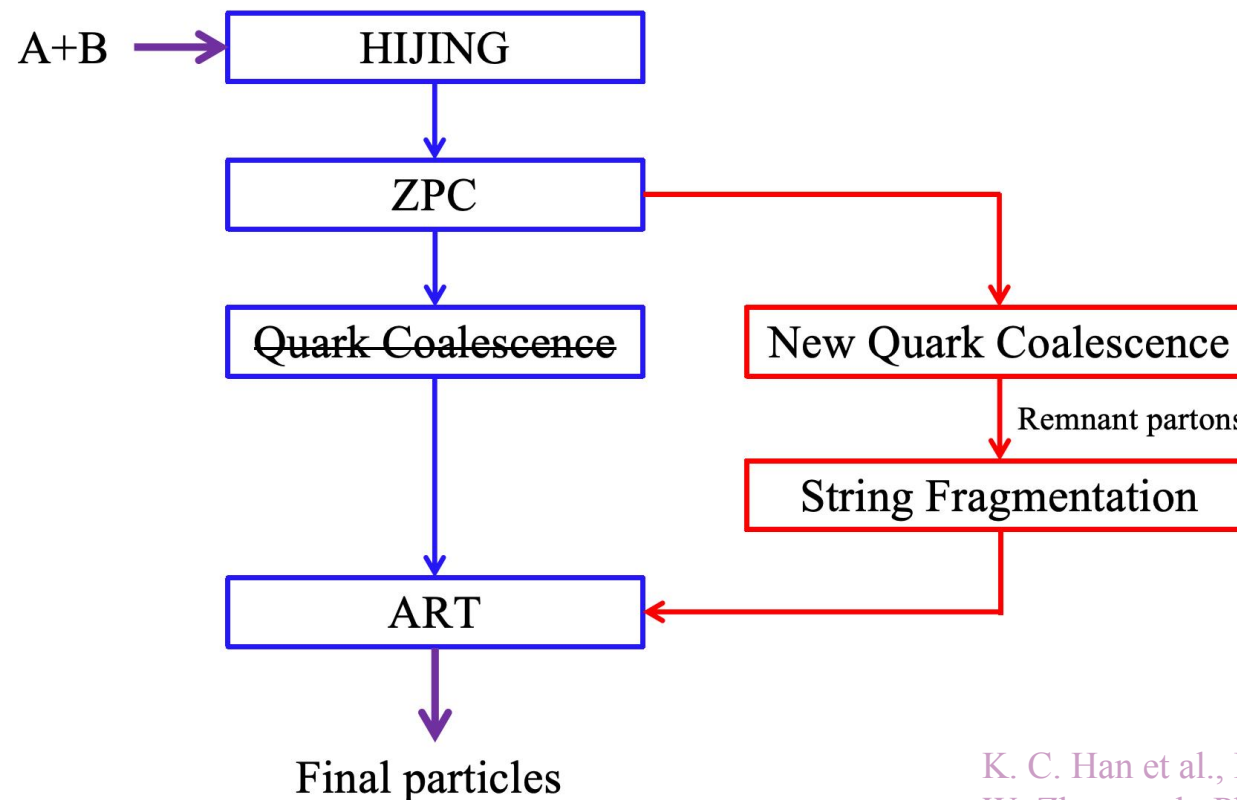 A+B
HIJING
ZPC
Quark Coalescence
New Quark Coalescence
Remnant partons
String Fragmentation
ART
Final particles
K. C. Han et al.,